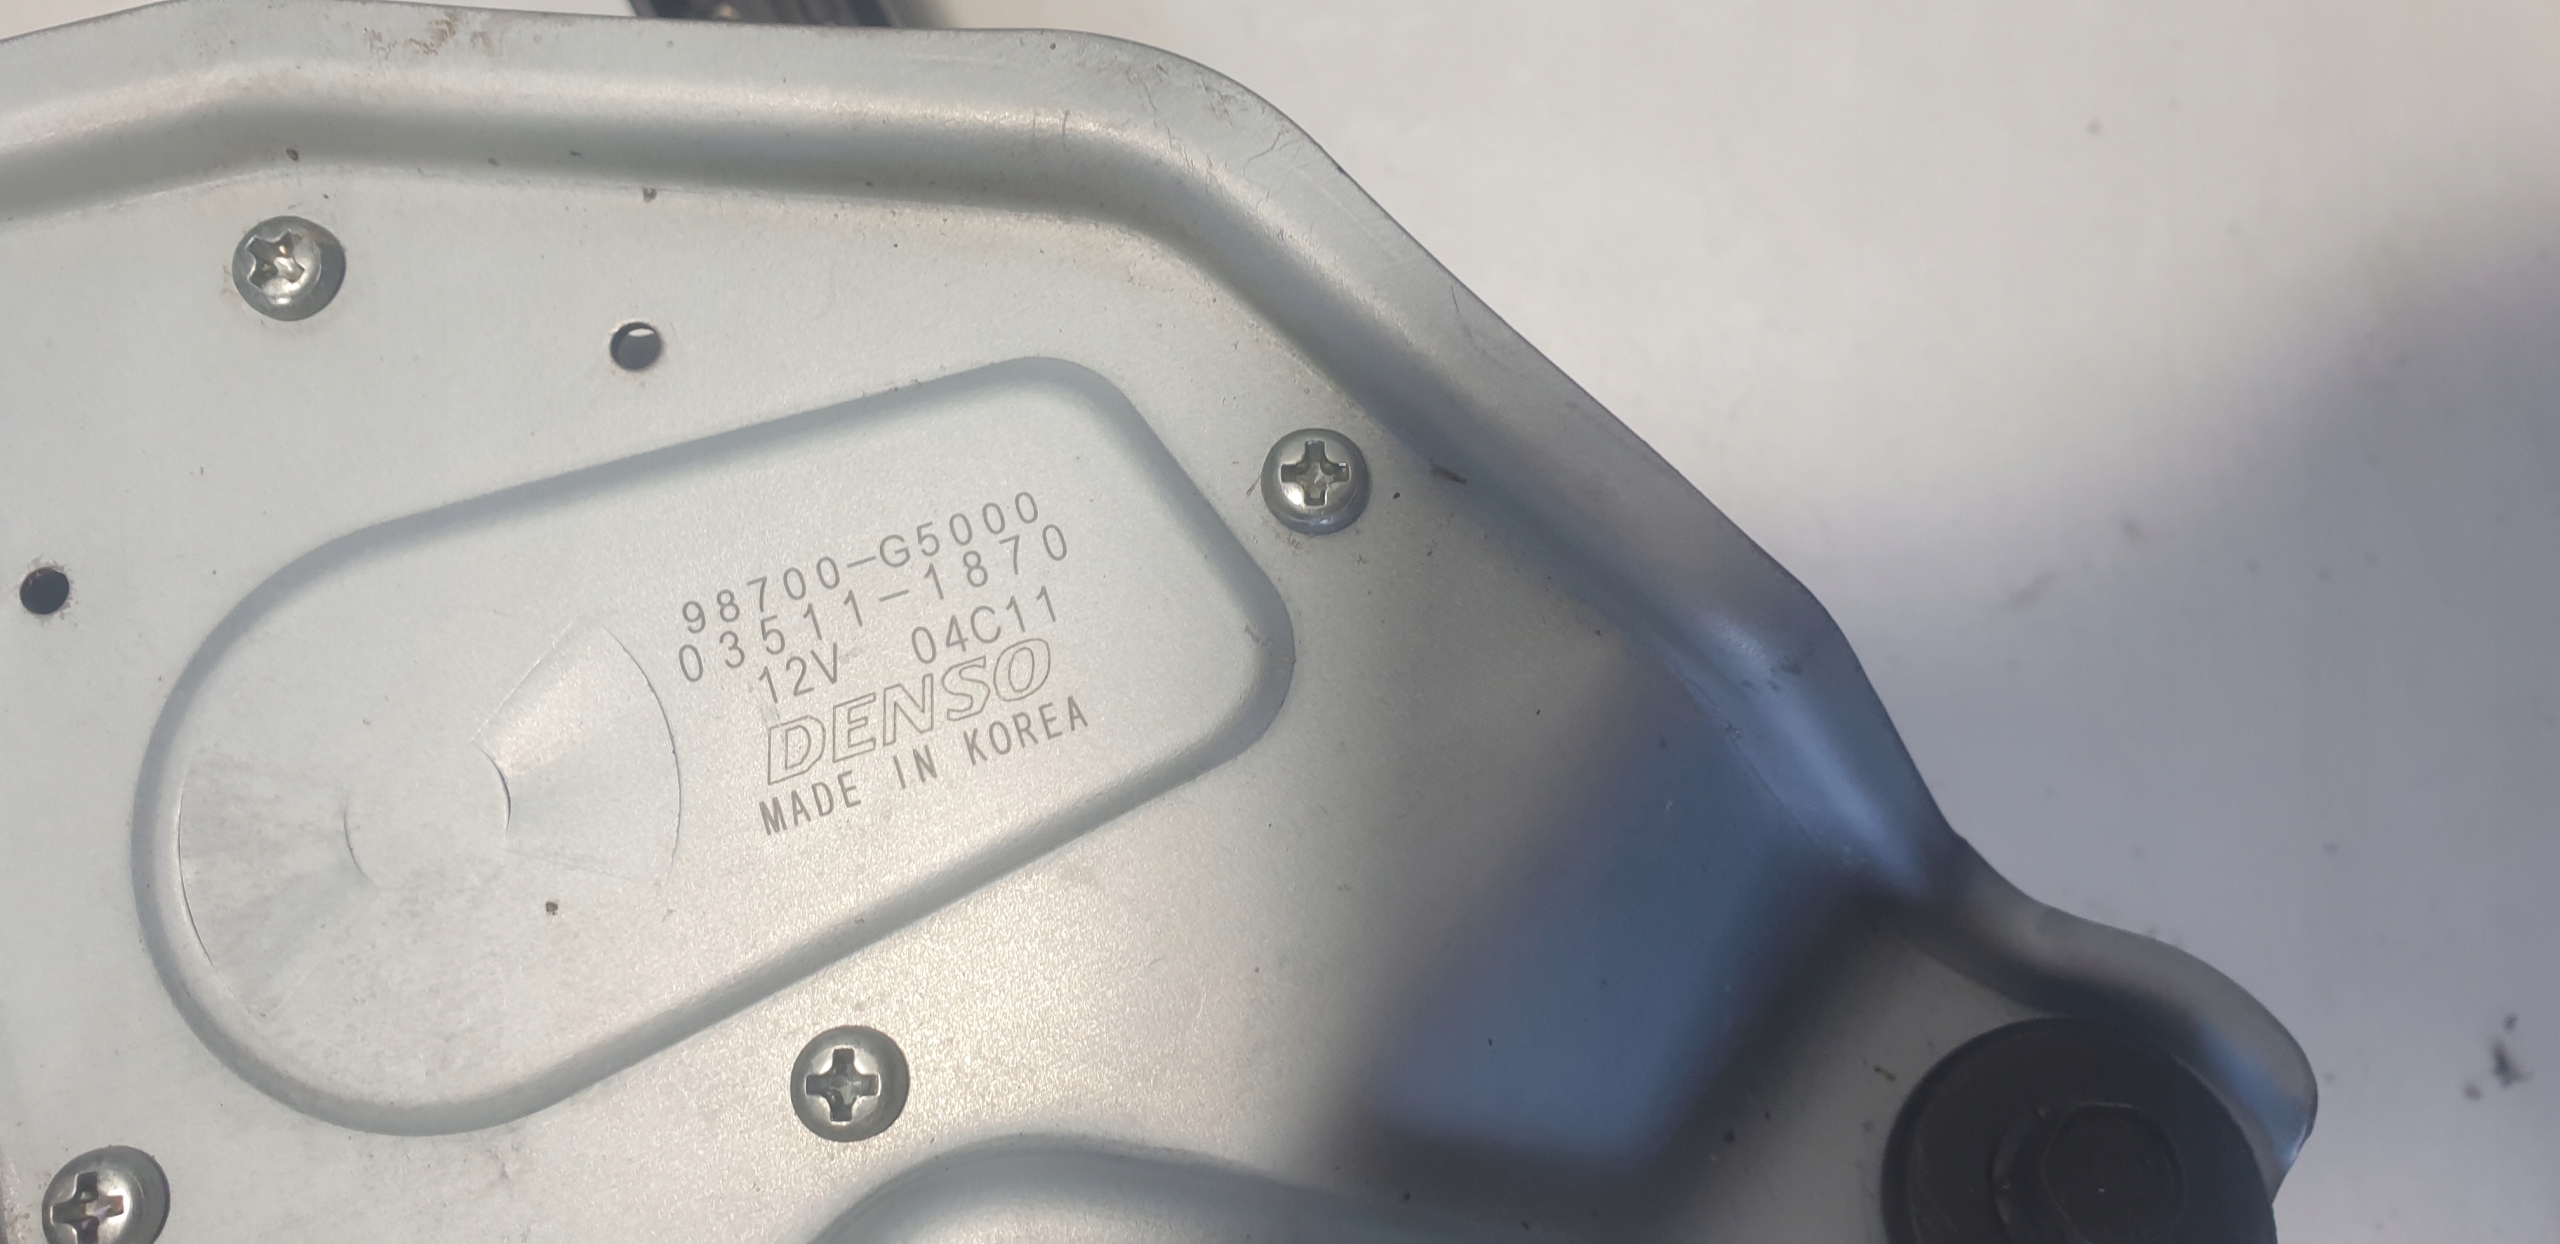 98700-G5000
03511-1870
12V 04C11
DENSO
MADE IN KOREA